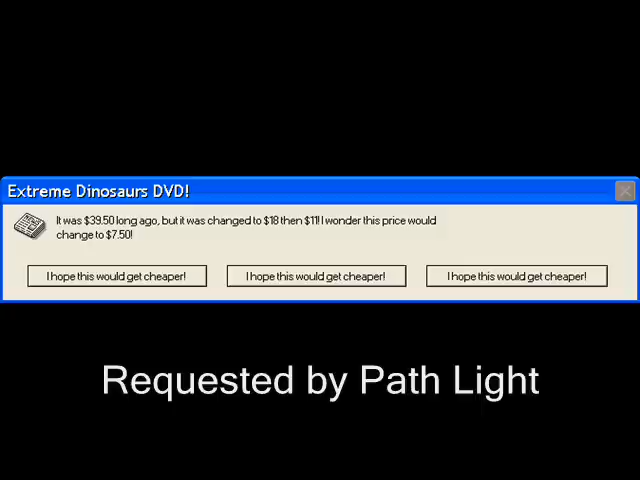 Extreme Dinosaurs DVD!
It was $39.50 long ago, but it was changed to $18 then $11! I wonder this price would
change to $7.50!
I hope this would get cheaper! I hope this would get cheaper! I hope this would get cheaper!
Requested by Path Light